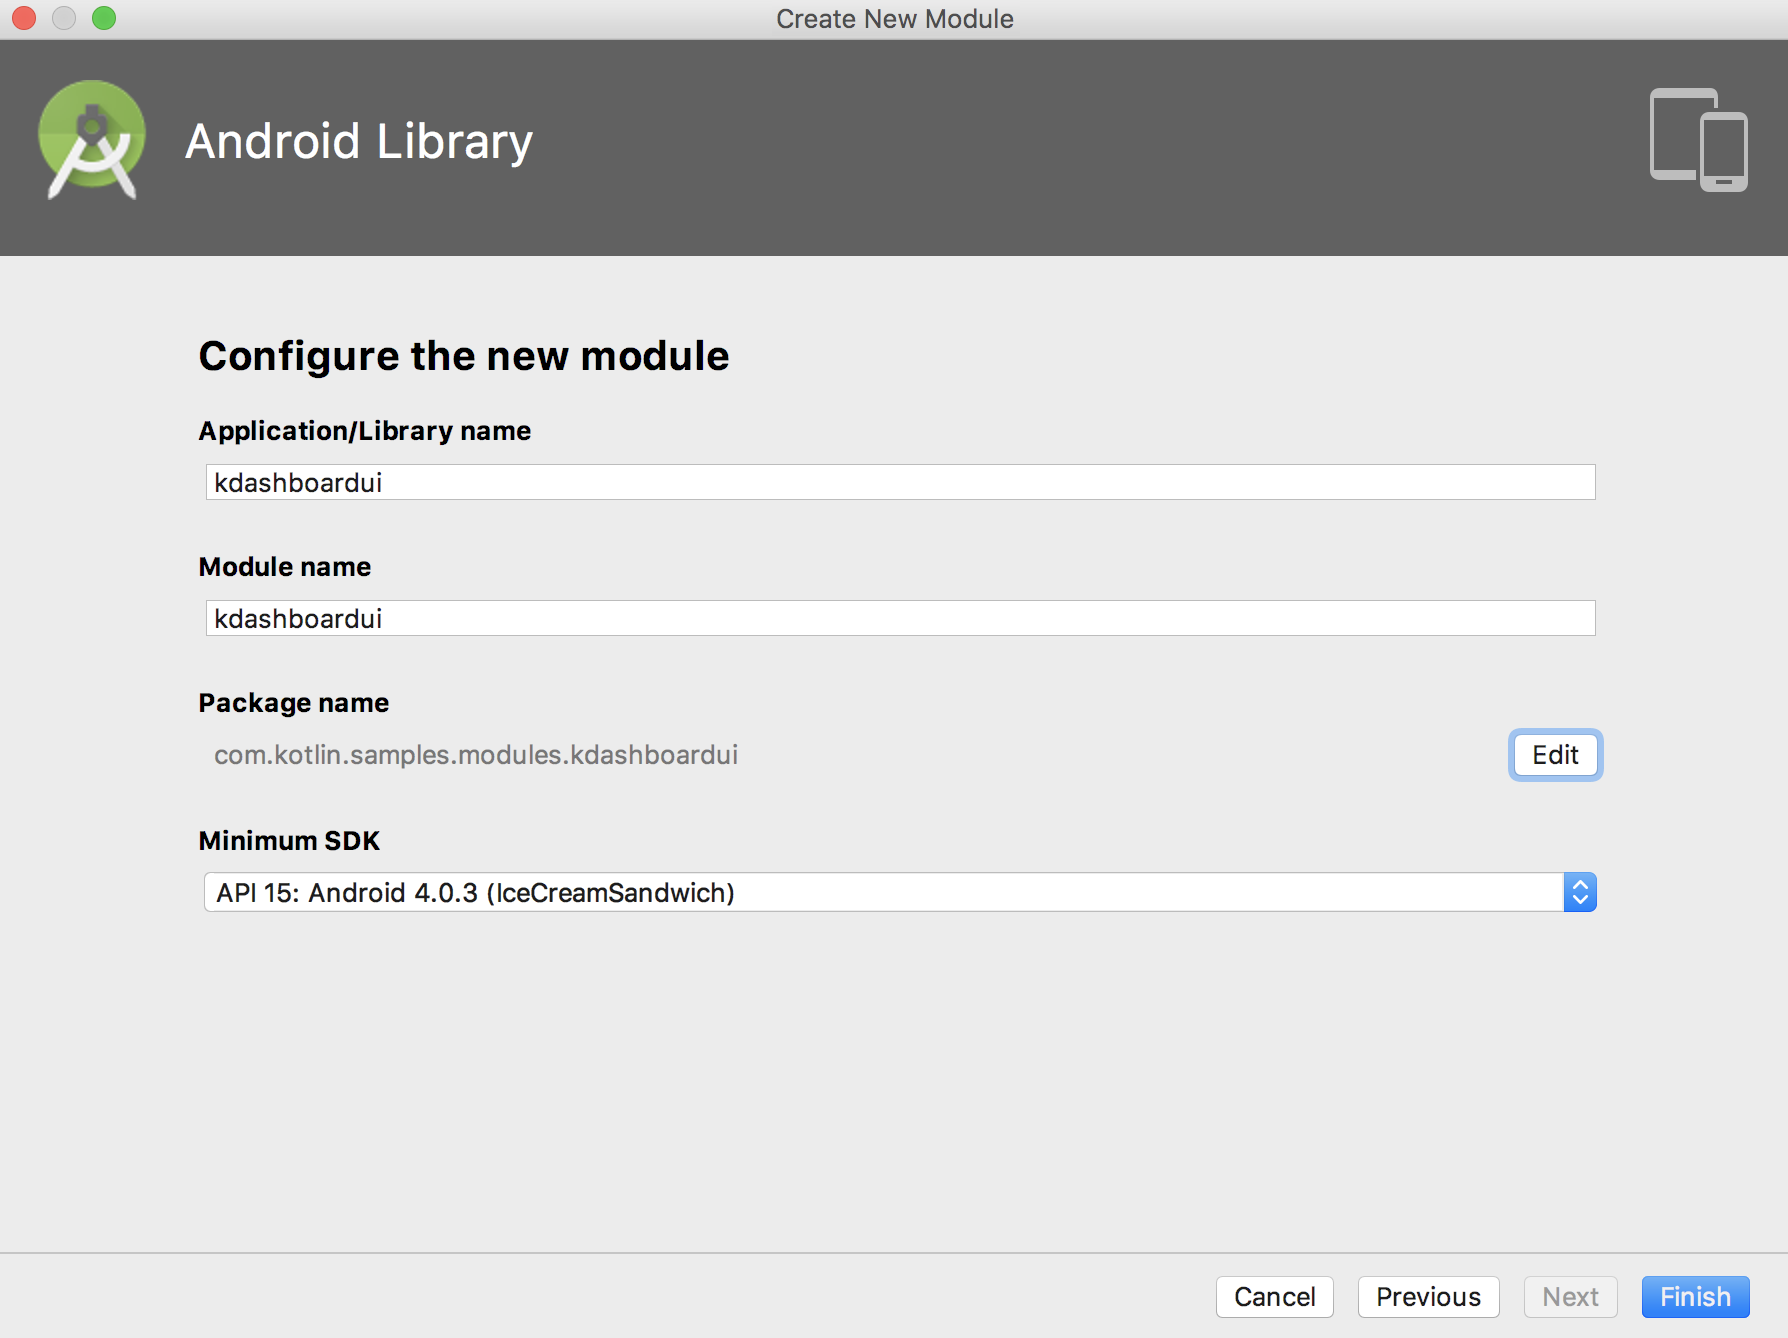 Create New Module
Android Library
Configure the new module
Application/Library name
kdashboardui
Module name
kdashboardui
Package name
com.kotlin.samples.modules.kdashboardui
Edit
Minimum SDK
API 15: Android 4.0.3 (IceCreamSandwich)
Cancel Previous Next Finish